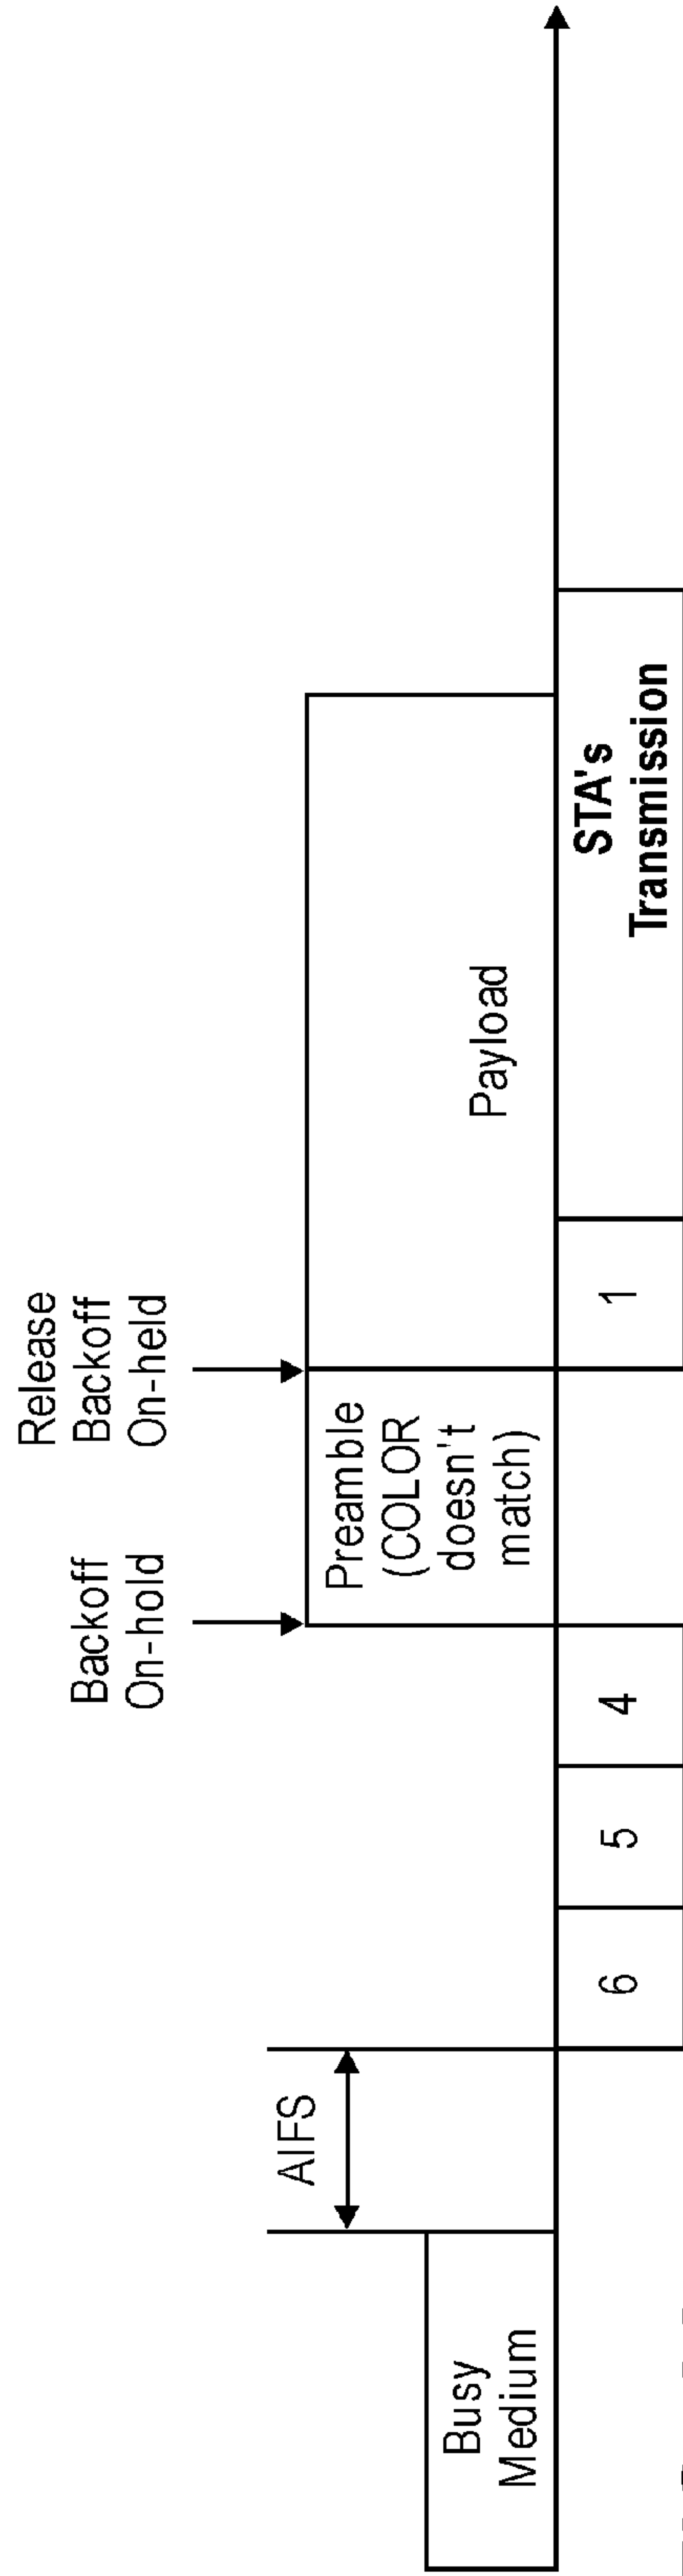 Busy
Medium
AIFS
6
5
4
Backoff
On-hold
Preamble
(COLOR
doesn't
match)
Release
Backoff
On-held
1
Payload
STA's
Transmission